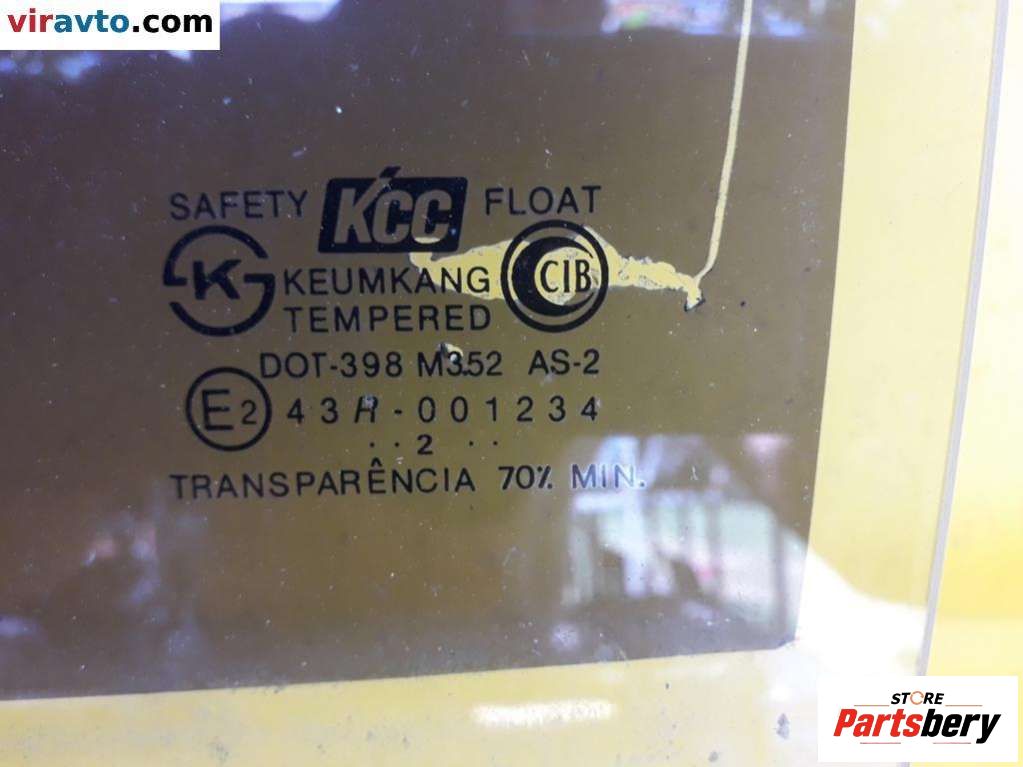 viravto.com
SAFETY KCC FLOAT
K KEUMKANG CIB
TEMPERED
DOT-398 M352 AS-2
E2 43R-001234
. . 2 . .
TRANSPARÊNCIA 70% MIN.
STORE
Partsbery